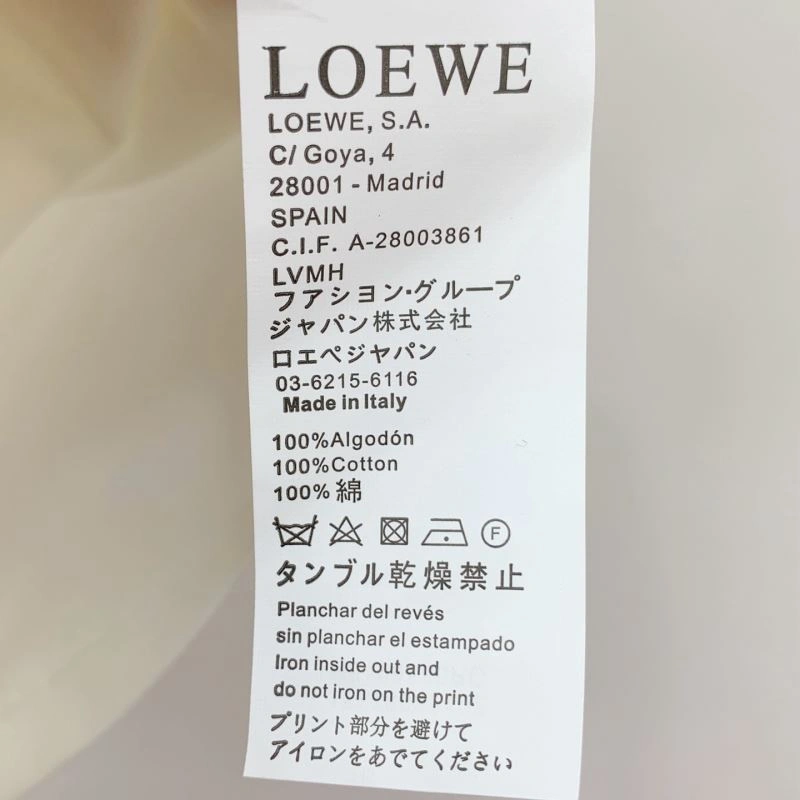 LOEWE
LOEWE, S.A.
C/ Goya, 4
28001 - Madrid
SPAIN
C.I.F. A-28003861
LVMH
フアション·グループ
ジャパン株式会社
ロエペジャパン
03-6215-6116
Made in Italy
100%Algodón
100%Cotton
100% 綿
F
タンブル乾燥禁止
Planchar del revés
sin planchar el estampado
Iron inside out and
do not iron on the print
プリント部分を避けて
アイロンをあでてください